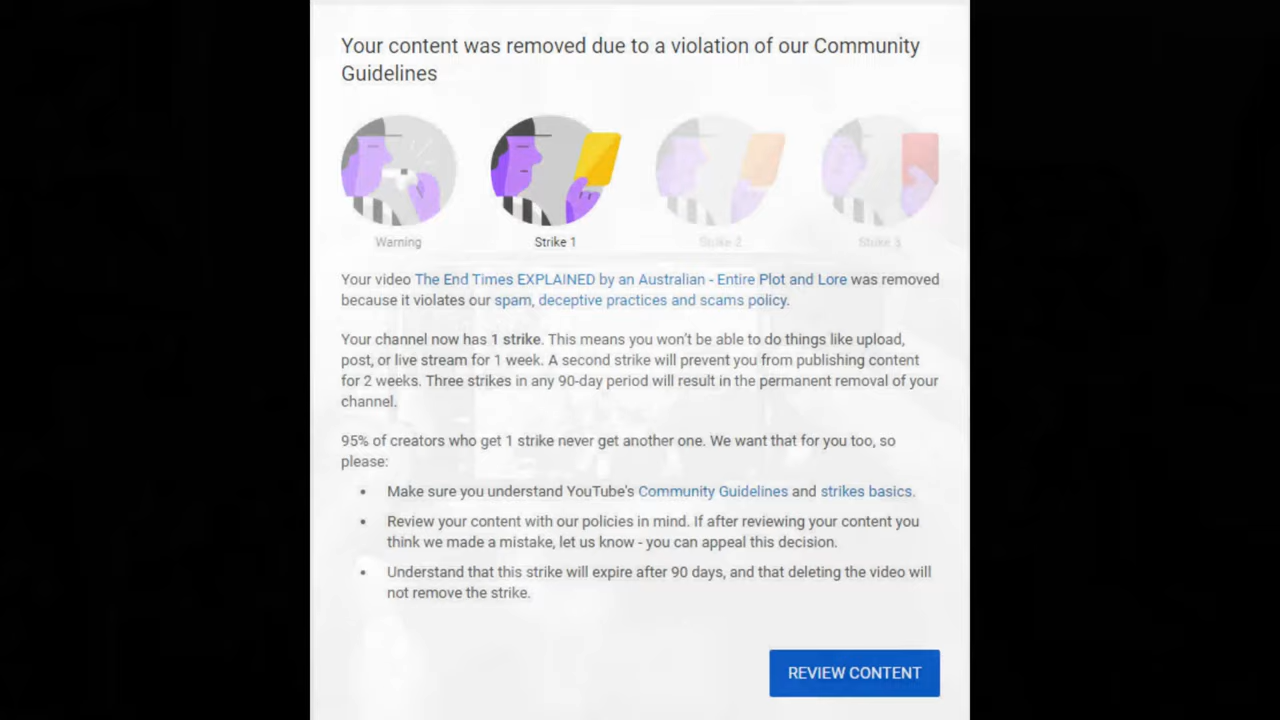 Your content was removed due to a violation of our Community
Guidelines
Warning
Strike 1
Strike 2
Strike 3
Your video The End Times EXPLAINED by an Australian - Entire Plot and Lore was removed
because it violates our spam, deceptive practices and scams policy.
Your channel now has 1 strike. This means you won't be able to do things like upload,
post, or live stream for 1 week. A second strike will prevent you from publishing content
for 2 weeks. Three strikes in any 90-day period will result in the permanent removal of your
channel.
95% of creators who get 1 strike never get another one. We want that for you too, so
please:
• Make sure you understand YouTube's Community Guidelines and strikes basics.
• Review your content with our policies in mind. If after reviewing your content you
think we made a mistake, let us know - you can appeal this decision.
• Understand that this strike will expire after 90 days, and that deleting the video will
not remove the strike.
REVIEW CONTENT